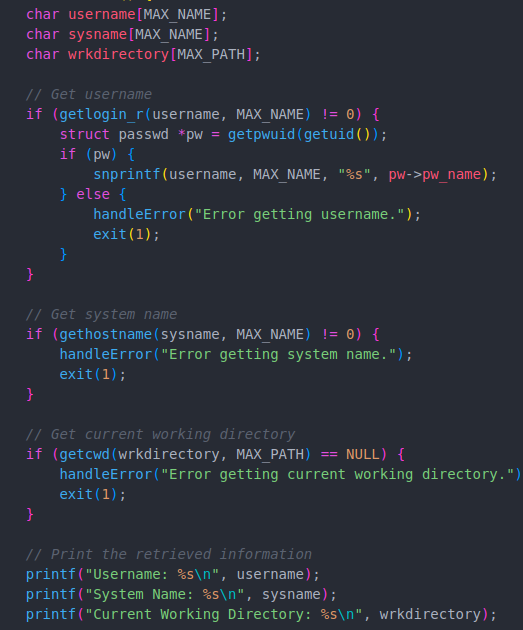 char username[MAX_NAME];
char sysname[MAX_NAME];
char wrkdirectory[MAX_PATH];
// Get username
if (getlogin_r(username, MAX_NAME) != 0) {
struct passwd *pw = getpwuid(getuid());
if (pw) {
snprintf(username, MAX_NAME, "%s", pw->pw_name);
} else {
handleError("Error getting username.");
exit(1);
}
}
// Get system name
if (gethostname(sysname, MAX_NAME) != 0) {
handleError("Error getting system name.");
exit(1);
}
// Get current working directory
if (getcwd(wrkdirectory, MAX_PATH) == NULL) {
handleError("Error getting current working directory.")
exit(1);
}
// Print the retrieved information
printf("Username: %s\n", username);
printf("System Name: %s\n", sysname);
printf("Current Working Directory: %s\n", wrkdirectory);